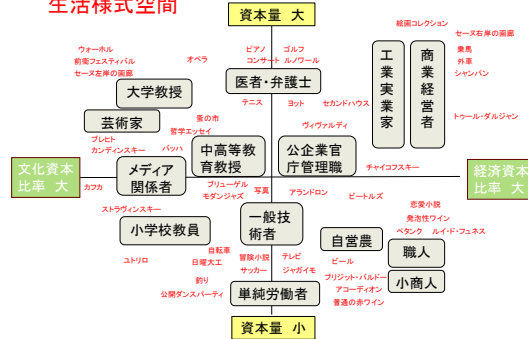 生活様式空間
資本量 大
絵画コレクション
セーヌ右岸の画廊
ウォーホル
前衛フェスティバル
セーヌ左岸の画廊
オペラ
ピアノ ゴルフ
コンサート ルノワール
工業実業家
商業経営者
乗馬
外車
シャンパン
大学教授
医者・弁護士
テニス
ヨット
セカンドハウス
トゥール・ダルジャン
芸術家
蚤の市
哲学エッセイ
ヴィヴァルディ
ブレヒト
カンディンスキー
バッハ
中高等教
育教授
公企業官
庁管理職
チャイコフスキー
文化資本
比率 大
カフカ
メディア
関係者
経済資本
比率 大
ブリューゲル
モダンジャズ
写真
アランドロン
ビートルズ
ストラヴィンスキー
恋愛小説
発泡性ワイン
ペタンク ルイ・ド・フュネス
小学校教員
一般技
術者
自営農
職人
ユトリロ
自転車
日曜大工
冒険小説
サッカー
テレビ
ジャガイモ
ビール
釣り
公開ダンスパーティ
単純労働者
ブリジット・バルドー
アコーディオン
普通の赤ワイン
小商人
資本量 小